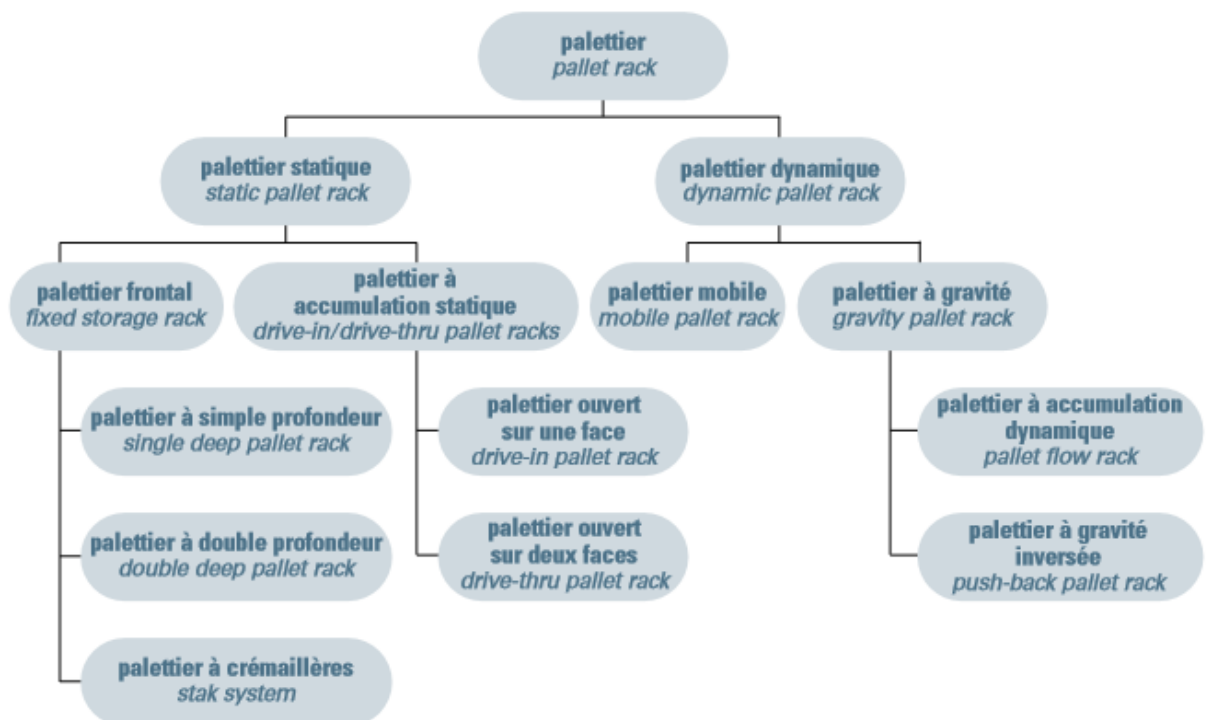 palettier
pallet rack
palettier statique
static pallet rack
palettier dynamique
dynamic pallet rack
palettier frontal
fixed storage rack
palettier à
accumulation statique
drive-in/drive-thru pallet racks
palettier mobile
mobile pallet rack
palettier à gravité
gravity pallet rack
palettier à simple profondeur
single deep pallet rack
palettier ouvert
sur une face
drive-in pallet rack
palettier à accumulation
dynamique
pallet flow rack
palettier à double profondeur
double deep pallet rack
palettier ouvert
sur deux faces
drive-thru pallet rack
palettier à gravité
inversée
push-back pallet rack
palettier à crémaillères
stak system